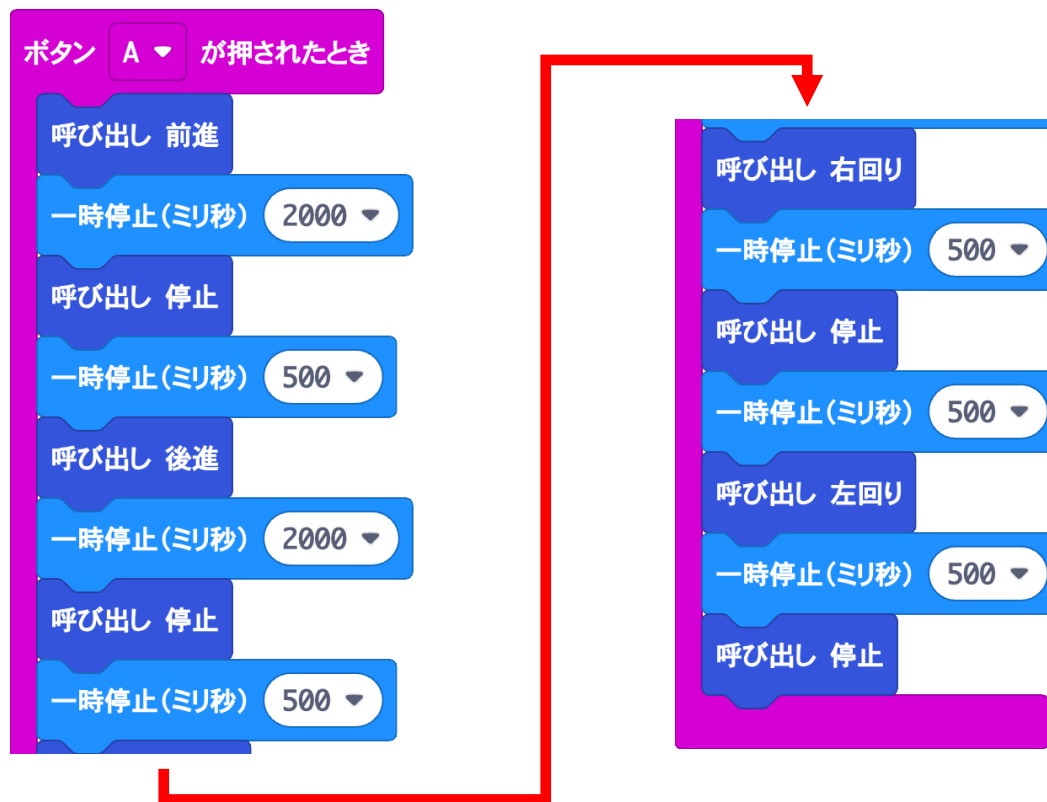 ボタン A が押されたとき
呼び出し 前進
一時停止(ミリ秒) 2000
呼び出し 停止
一時停止(ミリ秒) 500
呼び出し 後進
一時停止(ミリ秒) 2000
呼び出し 停止
一時停止(ミリ秒) 500
呼び出し 右回り
一時停止(ミリ秒) 500
呼び出し 停止
一時停止(ミリ秒) 500
呼び出し 左回り
一時停止(ミリ秒) 500
呼び出し 停止